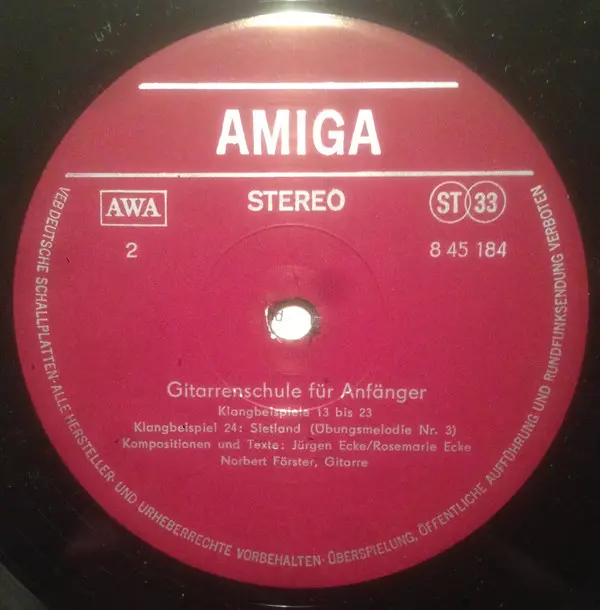 AMIGA
AWA
STEREO
ST 33
2
8 45 184
Gitarrenschule für Anfänger
Klangbeispiele 13 bis 23
Klangbeispiel 24: Sletland (Übungsmelodie Nr. 3)
Kompositionen und Texte: Jürgen Ecke/Rosemarie Ecke
Norbert Förster, Gitarre
VEB DEUTSCHE SCHALLPLATTEN · ALLE HERSTELLER- UND URHEBERRECHTE VORBEHALTEN · ÜBERSPIELUNG, ÖFFENTLICHE AUFFÜHRUNG UND RUNDFUNKSENDUNG VERBOTEN